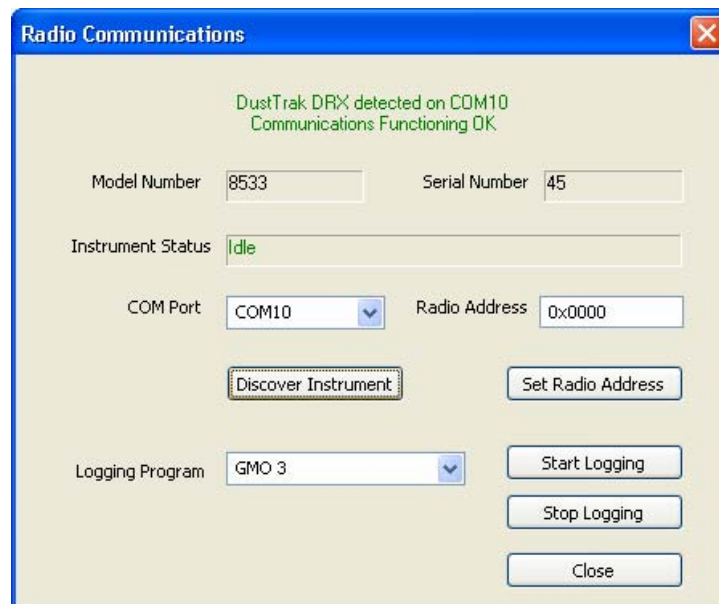 Radio Communications
DustTrak DRX detected on COM10
Communications Functioning OK
Model Number 8533 Serial Number 45
Instrument Status Idle
COM Port COM10 Radio Address 0x0000
Discover Instrument Set Radio Address
Logging Program GMO 3 Start Logging
Stop Logging
Close